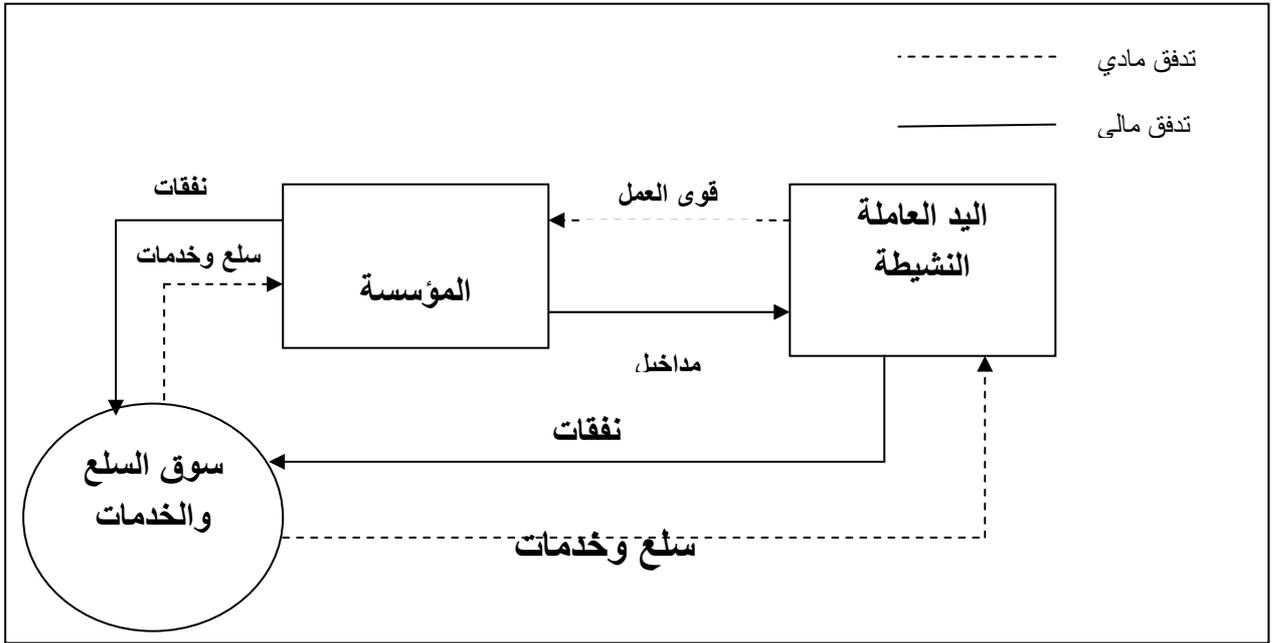 تدفق مادي
تدفق مالي
نفقات
قوى العمل
اليد العاملة
النشيطة
سلع وخدمات
المؤسسة
مداخيل
نفقات
سوق السلع
والخدمات
سلع وخدمات